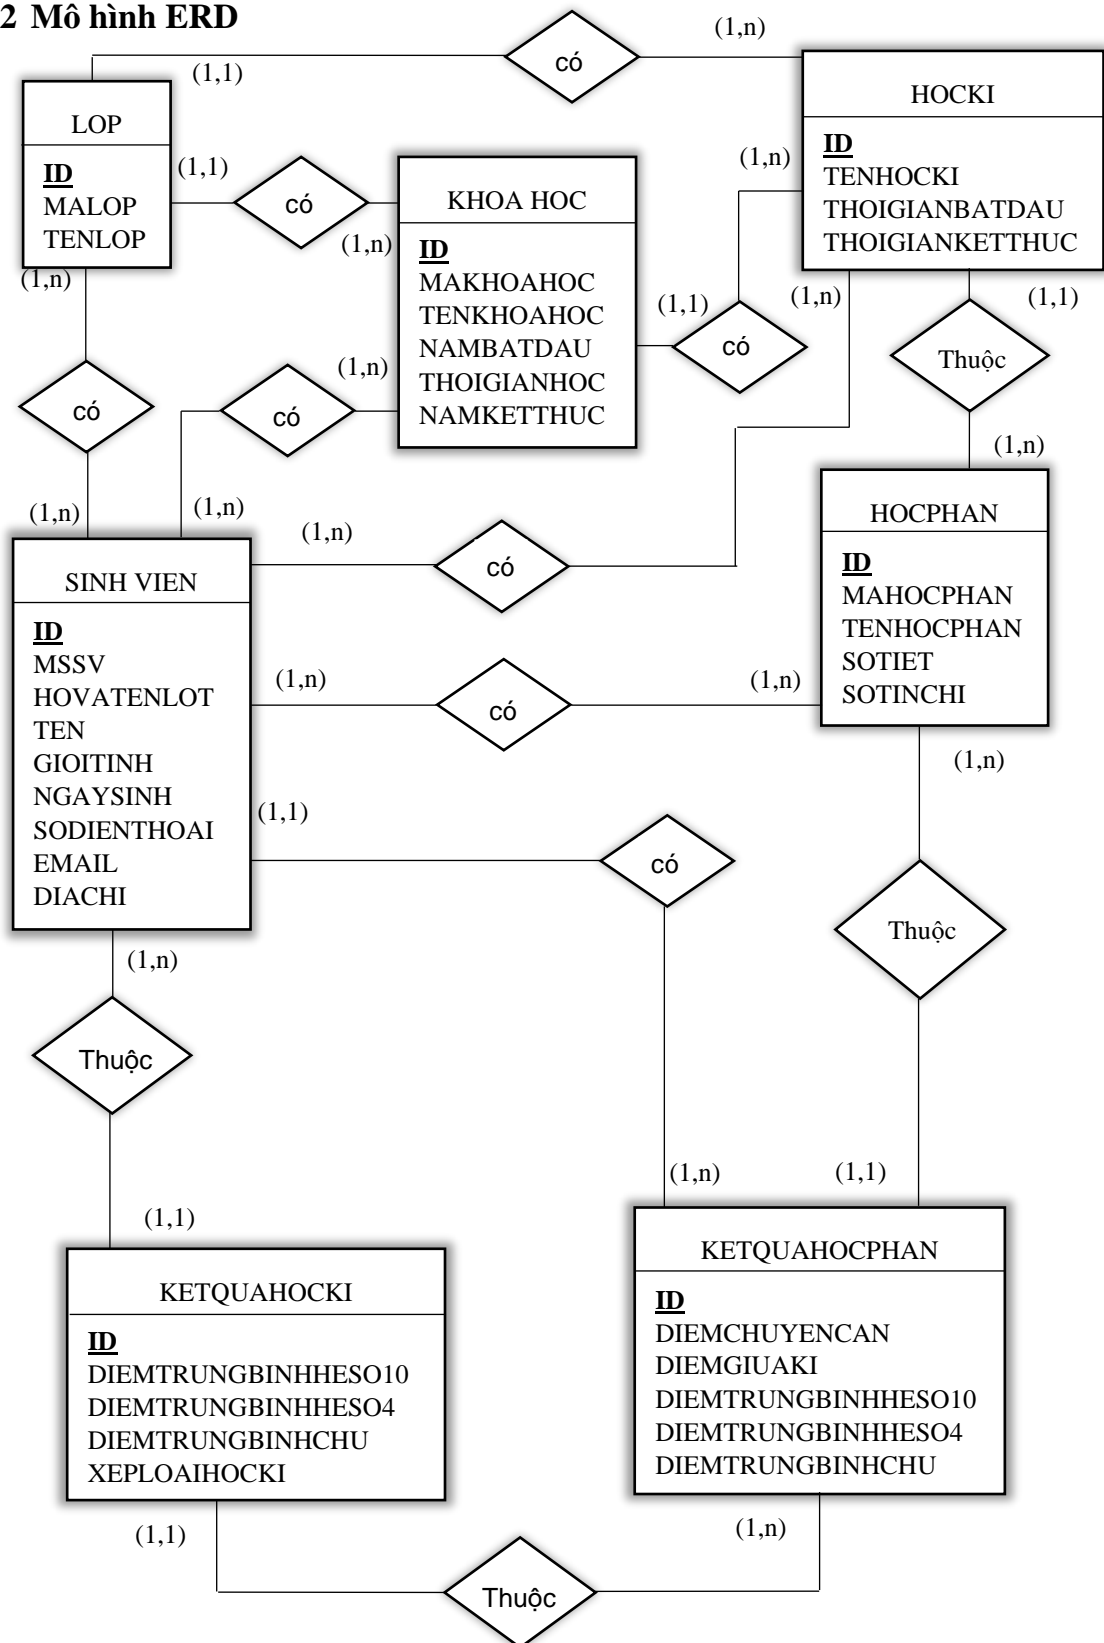 2 Mô hình ERD
(1,n)
có
(1,1)
LOP
ID
MALOP
TENLOP
(1,n)
(1,1)
có
(1,n)
KHOA HOC
ID
MAKHOAHOC
TENKHOAHOC
NAMBATDAU
THOIGIANHOC
NAMKETTHUC
HOCKI
ID
TENHOCKI
THOIGIANBATDAU
THOIGIANKETTHUC
(1,n)
(1,1)
có
(1,n)
(1,1)
Thuộc
(1,n)
có
(1,n)
có
(1,n)
(1,n)
(1,n)
có
SINH VIEN
ID
MSSV
HOVATENLOT
TEN
GIOITINH
NGAYSINH
SODIENTHOAI
EMAIL
DIACHI
HOCPHAN
ID
MAHOCPHAN
TENHOCPHAN
SOTIET
SOTINCHI
(1,n)
có
(1,n)
(1,n)
(1,1)
có
Thuộc
(1,n)
Thuộc
(1,n)
(1,1)
(1,1)
KETQUAHOCKI
ID
DIEMTRUNGBINHHESO10
DIEMTRUNGBINHHESO4
DIEMTRUNGBINHCHU
XEPLOAIHOCKI
KETQUAHOCPHAN
ID
DIEMCHUYENCAN
DIEMGIUAKI
DIEMTRUNGBINHHESO10
DIEMTRUNGBINHHESO4
DIEMTRUNGBINHCHU
(1,1)
(1,n)
Thuộc